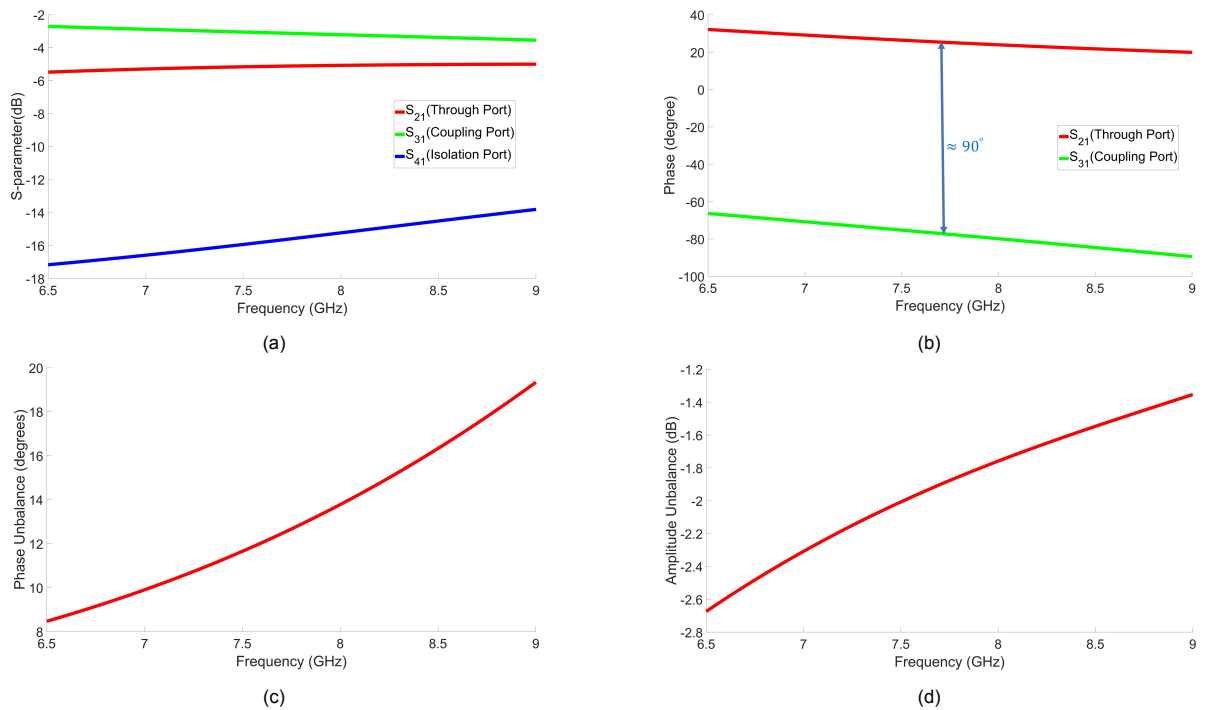 -2
-4
-6
-8
-10
-12
-14
-16
-18
S-parameter(dB)
S21(Through Port)
S31(Coupling Port)
S41(Isolation Port)
6.5 7 7.5 8 8.5 9
Frequency (GHz)
(a)
40
20
0
-20
-40
-60
-80
-100
Phase (degree)
≈ 90°
S21(Through Port)
S31(Coupling Port)
6.5 7 7.5 8 8.5 9
Frequency (GHz)
(b)
20
18
16
14
12
10
8
Phase Unbalance (degrees)
6.5 7 7.5 8 8.5 9
Frequency (GHz)
(c)
-1.2
-1.4
-1.6
-1.8
-2
-2.2
-2.4
-2.6
-2.8
Amplitude Unbalance (dB)
6.5 7 7.5 8 8.5 9
Frequency (GHz)
(d)